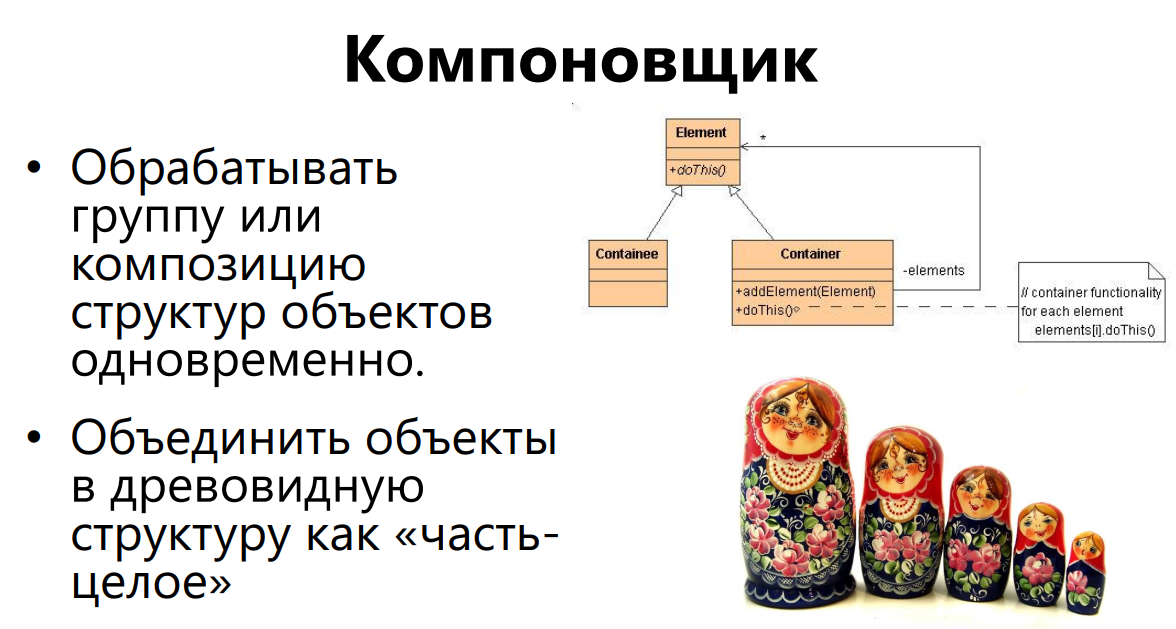 Компоновщик
• Обрабатывать
группу или
композицию
структур объектов
одновременно.
• Объединить объекты
в древовидную
структуру как «часть-
целое»
Element
*
+doThis()
Containee
Container
-elements
+addElement(Element)
+doThis()
// container functionality
for each element
elements[i].doThis()